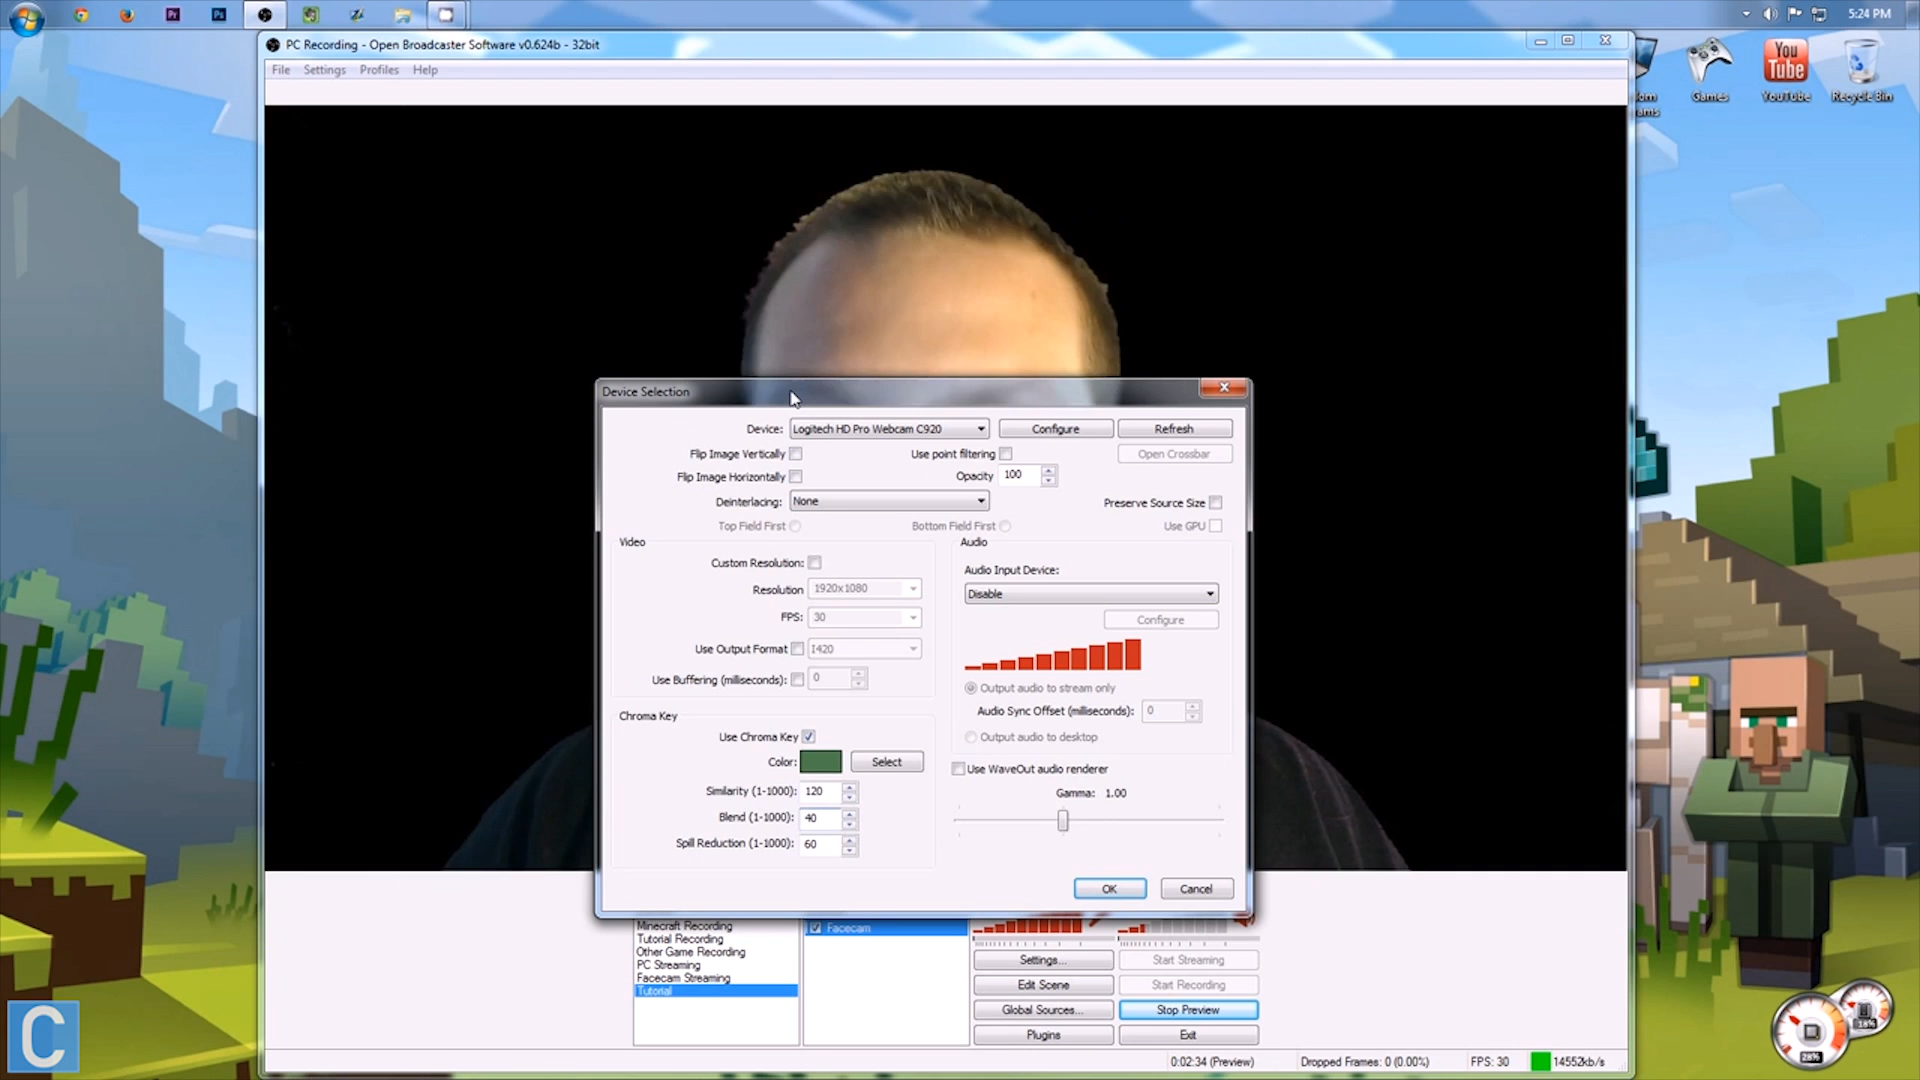 Pr
Ps
5:24 PM
PC Recording - Open Broadcaster Software v0.624b - 32bit
File Settings Profiles Help
Games
You Tube
YouTube
Recycle Bin
Device Selection
Device: Logitech HD Pro Webcam C920 Configure Refresh
Flip Image Vertically Use point filtering Open Crossbar
Flip Image Horizontally Opacity 100
Deinterlacing: None Preserve Source Size
Top Field First Bottom Field First Use GPU
Video
Custom Resolution:
Resolution 1920x1080
FPS: 30
Use Output Format I420
Use Buffering (milliseconds): 0
Audio
Audio Input Device:
Disable
Configure
Output audio to stream only
Audio Sync Offset (milliseconds): 0
Output audio to desktop
Chroma Key
Use Chroma Key
Color: Select
Similarity (1-1000): 120
Blend (1-1000): 40
Spill Reduction (1-1000): 60
Use WaveOut audio renderer
Gamma: 1.00
OK Cancel
Minecraft Recording
Tutorial Recording
Other Game Recording
PC Streaming
Facecam Streaming
Tutorial
Facecam
Settings... Start Streaming
Edit Scene Start Recording
Global Sources... Stop Preview
Plugins Exit
0:02:34 (Preview) Dropped Frames: 0 (0.00%) FPS: 30 14552kb/s
C
28%
18%